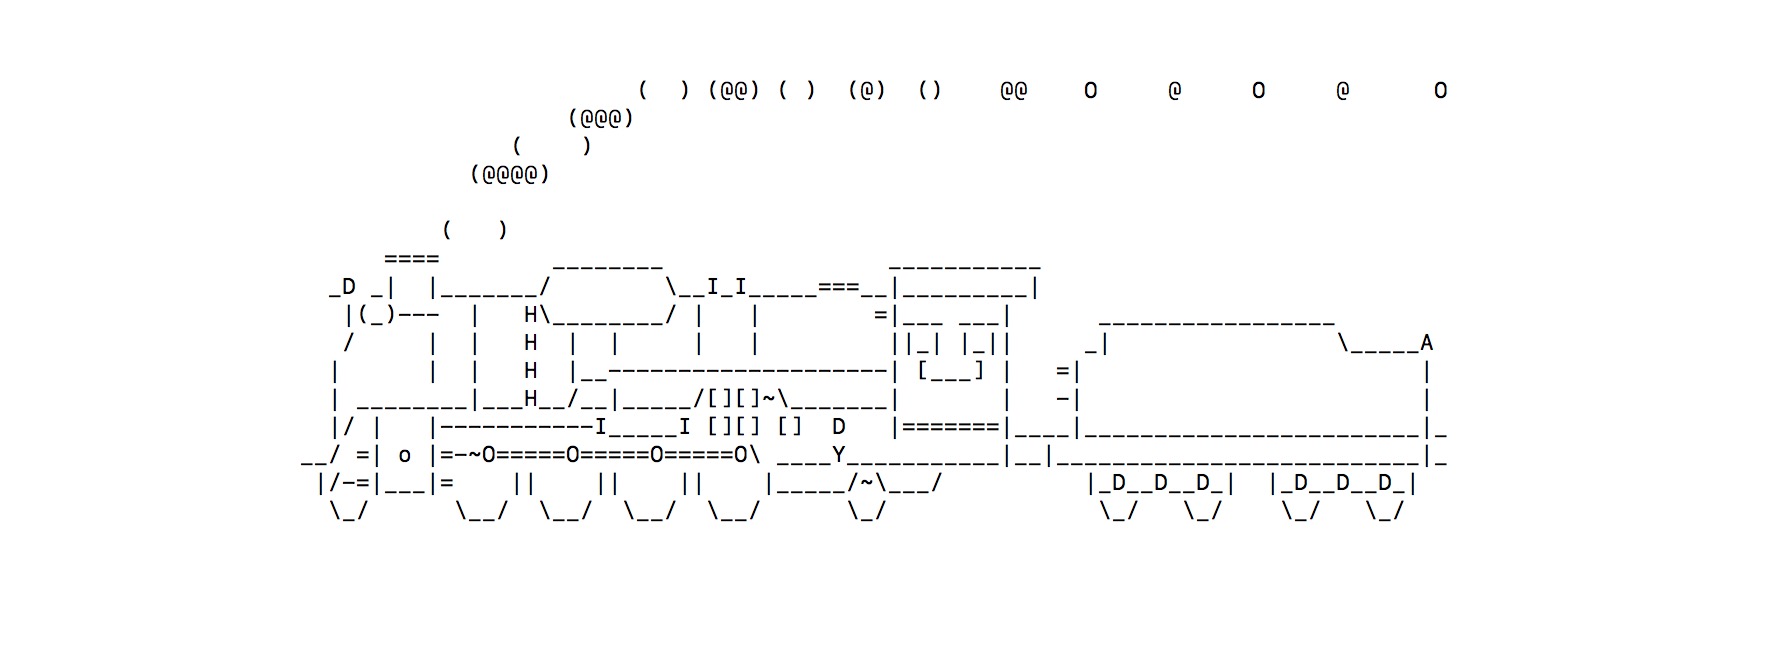 ( ) (@@) ( ) (@) () @@ O @ O @ O
(@@@)
( )
(@@@@)
( )
====        ________                ___________
_D _|  |_______/        \__I_I_____===__|_________|
|(_)---  |   H\________/ |   |        =|___ ___|      _________________
/     |  |   H  |  |     |   |         ||_| |_||     _|                \_____A
|      |  |   H  |__--------------------| [___] |   =|                        |
| ________|___H__/__|_____/[][]~\_______|       |   -|                        |
|/ |   |-----------I_____I [][] []  D   |=======|____|________________________|_
__/ =| o |=-~O=====O=====O=====O\ ____Y___________|__|__________________________|_
|/-=|___|=    ||    ||    ||    |_____/~\___/          |_D__D__D_|  |_D__D__D_|
\_/      \__/  \__/  \__/  \__/      \_/               \_/   \_/    \_/   \_/